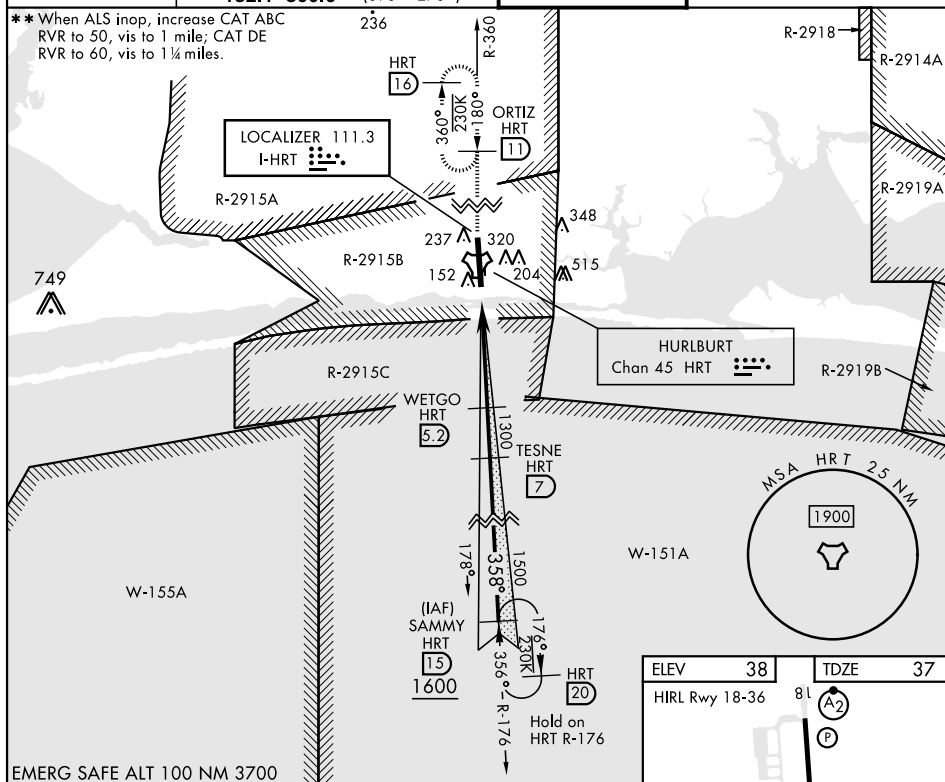 ** When ALS inop, increase CAT ABC
RVR to 50, vis to 1 mile; CAT DE
RVR to 60, vis to 1¼ miles.
236
R-360
HRT
16
360°
230K
180°
ORTIZ
HRT
11
R-2918
R-2914A
LOCALIZER 111.3
I-HRT
R-2915A
R-2919A
348
237
320
R-2915B
152
204
515
749
HURLBURT
Chan 45 HRT
R-2919B
R-2915C
WETGO
HRT
5.2
1300
TESNE
HRT
7
MSA HRT 25 NM
1900
W-155A
178°
358°
1500
W-151A
(IAF)
SAMMY
HRT
15
1600
176°
230K
HRT
20
356°
R-176
Hold on
HRT R-176
ELEV 38
TDZE 37
HIRL Rwy 18-36
18
A2
P
EMERG SAFE ALT 100 NM 3700